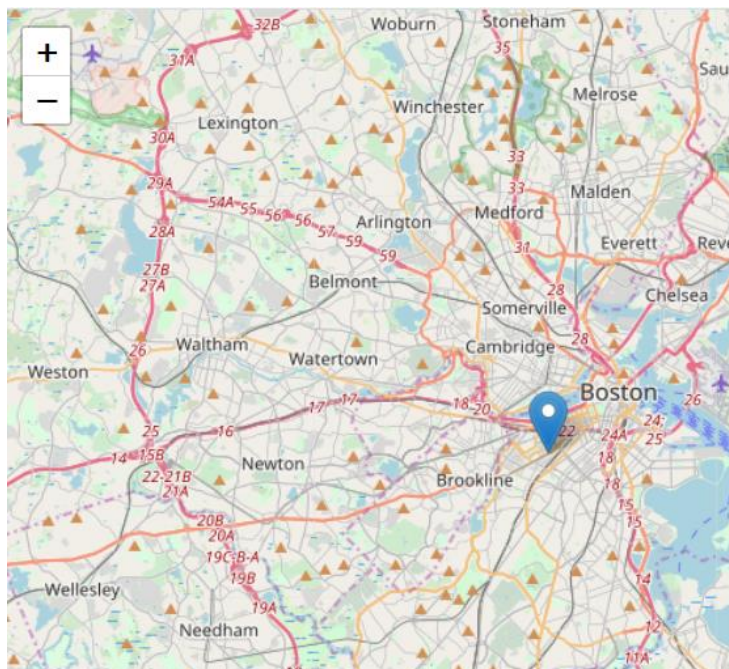 +
−
Woburn
Stoneham
32B
35
31A
Sau
Melrose
Winchester
Lexington
30A
33
29A
33
Malden
54A
55
56
56
57
59
59
Arlington
Medford
28A
31
Everett
Reve
27B
27A
Belmont
28
Chelsea
Somerville
26
Waltham
Watertown
Cambridge
28
Weston
Boston
17
17
18
20
26
25
16
22
24A
24;
25
14
15B
Newton
18
22-21B
21A
Brookline
18
20B
20A
15
15
19C-B-A
19B
14
Wellesley
19A
Needham
12
11A